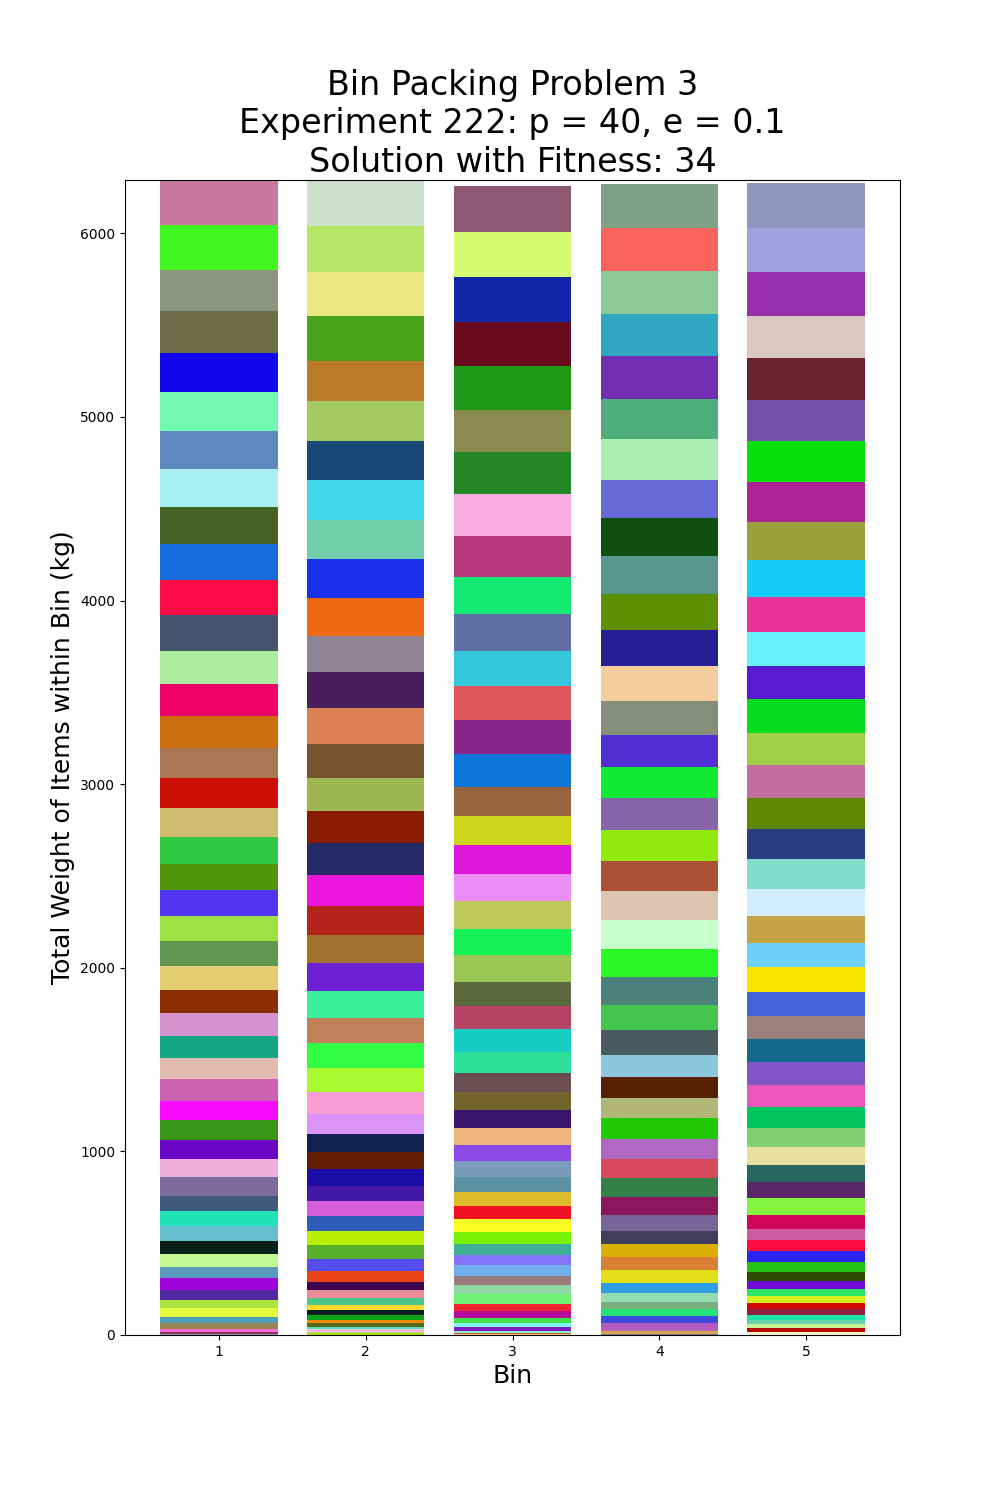 Bin Packing Problem 3
Experiment 222: p = 40, e = 0.1
Solution with Fitness: 34
Total Weight of Items within Bin (kg)
6000
5000
4000
3000
2000
1000
0
1 2 3 4 5
Bin